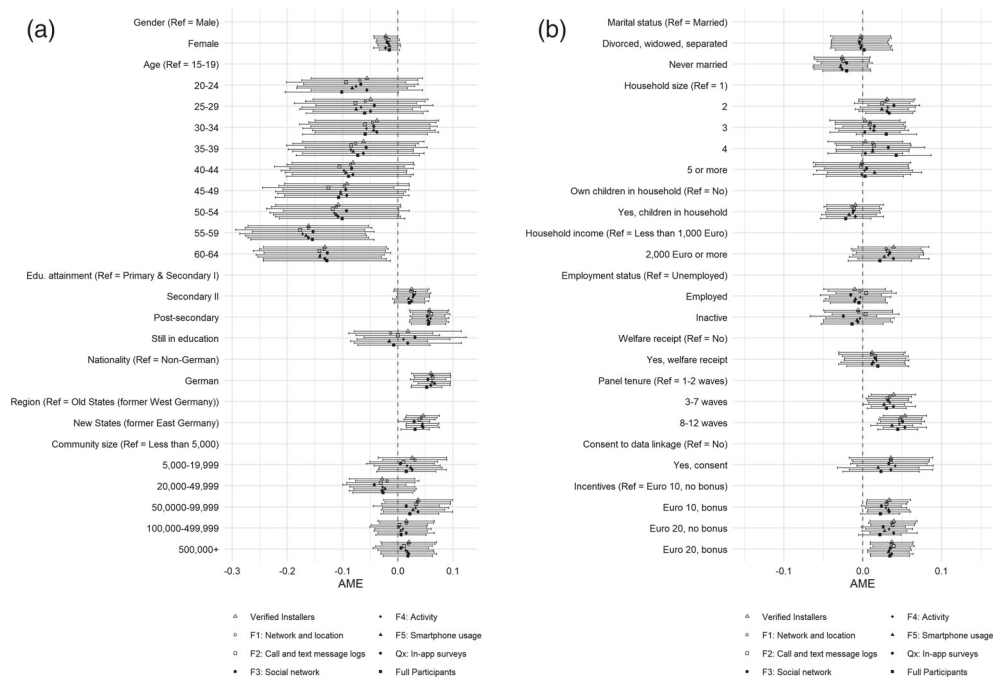 (a)
Gender (Ref = Male)
Female
Age (Ref = 15-19)
20-24
25-29
30-34
35-39
40-44
45-49
50-54
55-59
60-64
Edu. attainment (Ref = Primary & Secondary I)
Secondary II
Post-secondary
Still in education
Nationality (Ref = Non-German)
German
Region (Ref = Old States (former West Germany))
New States (former East Germany)
Community size (Ref = Less than 5,000)
5,000-19,999
20,000-49,999
50,0000-99,999
100,000-499,999
500,000+
-0.3 -0.2 -0.1 0.0 0.1
AME
Verified Installers
F1: Network and location
F2: Call and text message logs
F3: Social network
F4: Activity
F5: Smartphone usage
Qx: In-app surveys
Full Participants
(b)
Marital status (Ref = Married)
Divorced, widowed, separated
Never married
Household size (Ref = 1)
2
3
4
5 or more
Own children in household (Ref = No)
Yes, children in household
Household income (Ref = Less than 1,000 Euro)
2,000 Euro or more
Employment status (Ref = Unemployed)
Employed
Inactive
Welfare receipt (Ref = No)
Yes, welfare receipt
Panel tenure (Ref = 1-2 waves)
3-7 waves
8-12 waves
Consent to data linkage (Ref = No)
Yes, consent
Incentives (Ref = Euro 10, no bonus)
Euro 10, bonus
Euro 20, no bonus
Euro 20, bonus
-0.1 0.0 0.1
AME
Verified Installers
F1: Network and location
F2: Call and text message logs
F3: Social network
F4: Activity
F5: Smartphone usage
Qx: In-app surveys
Full Participants